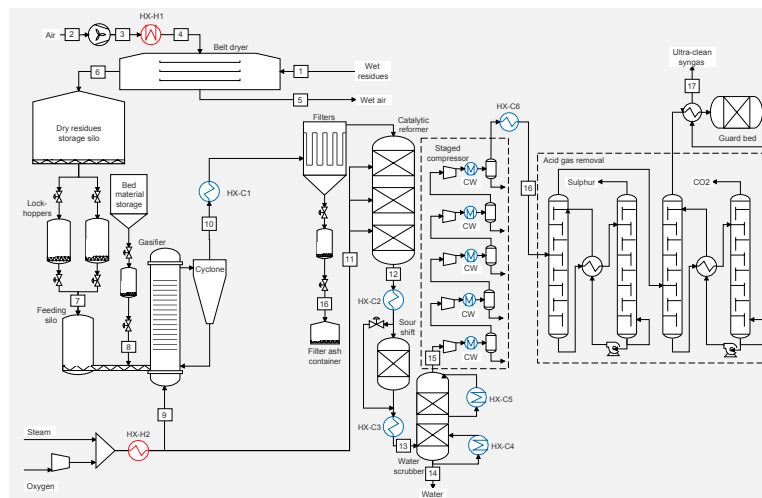 HX-H1
Air
2
3
4
Belt dryer
6
1
Wet
residues
5
Wet air
Dry residues
storage silo
Bed
material
storage
Lock-
hoppers
Gasifier
HX-C1
10
Cyclone
Filters
Catalytic
reformer
7
Feeding
silo
8
9
11
16
Filter ash
container
12
HX-C2
Sour
shift
HX-C3
13
Water
scrubber
14
Water
HX-C4
HX-C5
15
Staged
compressor
CW
CW
CW
CW
CW
HX-C6
16
Ultra-clean
syngas
17
Guard bed
Acid gas removal
Sulphur
CO2
Steam
HX-H2
Oxygen